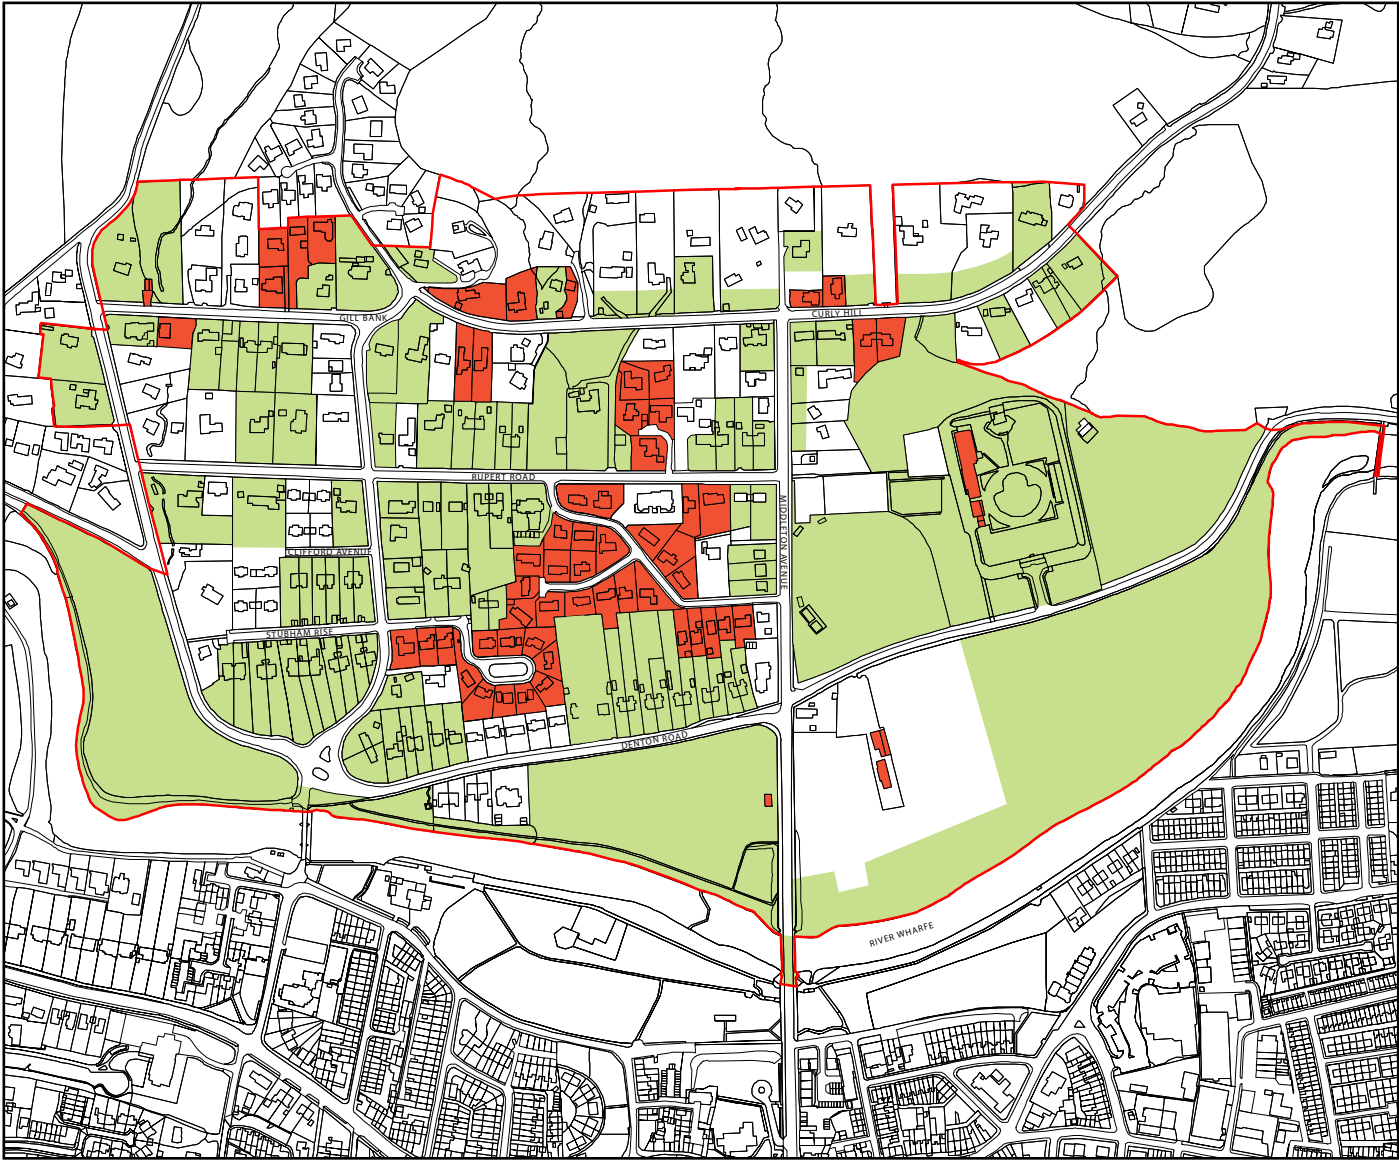 GILL BANK
CURLY HILL
RUPERT ROAD
MIDDLETON AVENUE
CLIFFORD AVENUE
STUBHAM RISE
DENTON ROAD
RIVER WHARFE